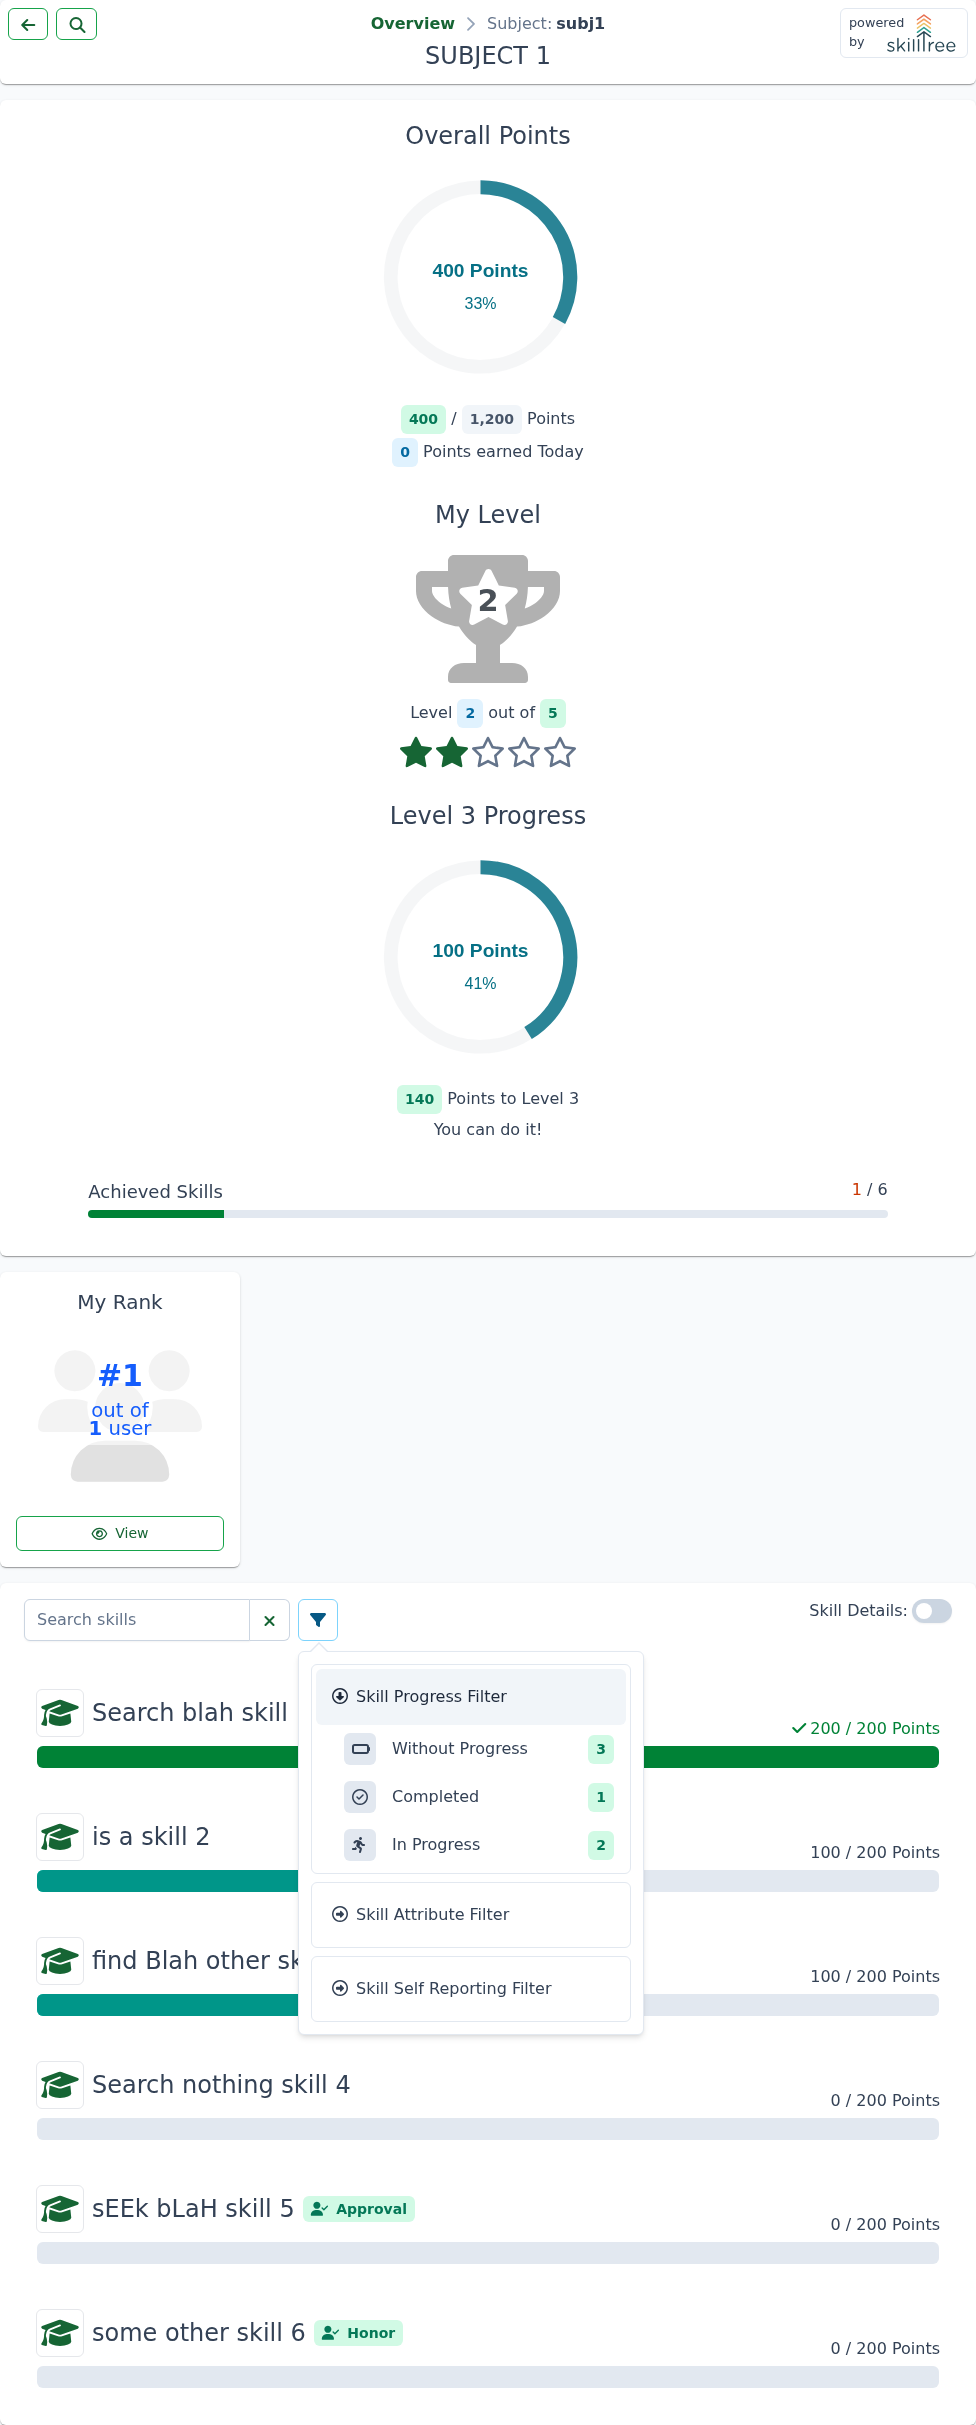 Overview > Subject: subj1
SUBJECT 1
powered by skilltree
Overall Points
400 Points
33%
400 / 1,200 Points
0 Points earned Today
My Level
2
Level 2 out of 5
Level 3 Progress
100 Points
41%
140 Points to Level 3
You can do it!
Achieved Skills 1 / 6
My Rank
#1
out of
1 user
View
Search skills
Skill Details:
Skill Progress Filter
Without Progress 3
Completed 1
In Progress 2
Skill Attribute Filter
Skill Self Reporting Filter
Search blah skill
200 / 200 Points
is a skill 2
100 / 200 Points
find Blah other sk
100 / 200 Points
Search nothing skill 4
0 / 200 Points
sEEk bLaH skill 5 Approval
0 / 200 Points
some other skill 6 Honor
0 / 200 Points